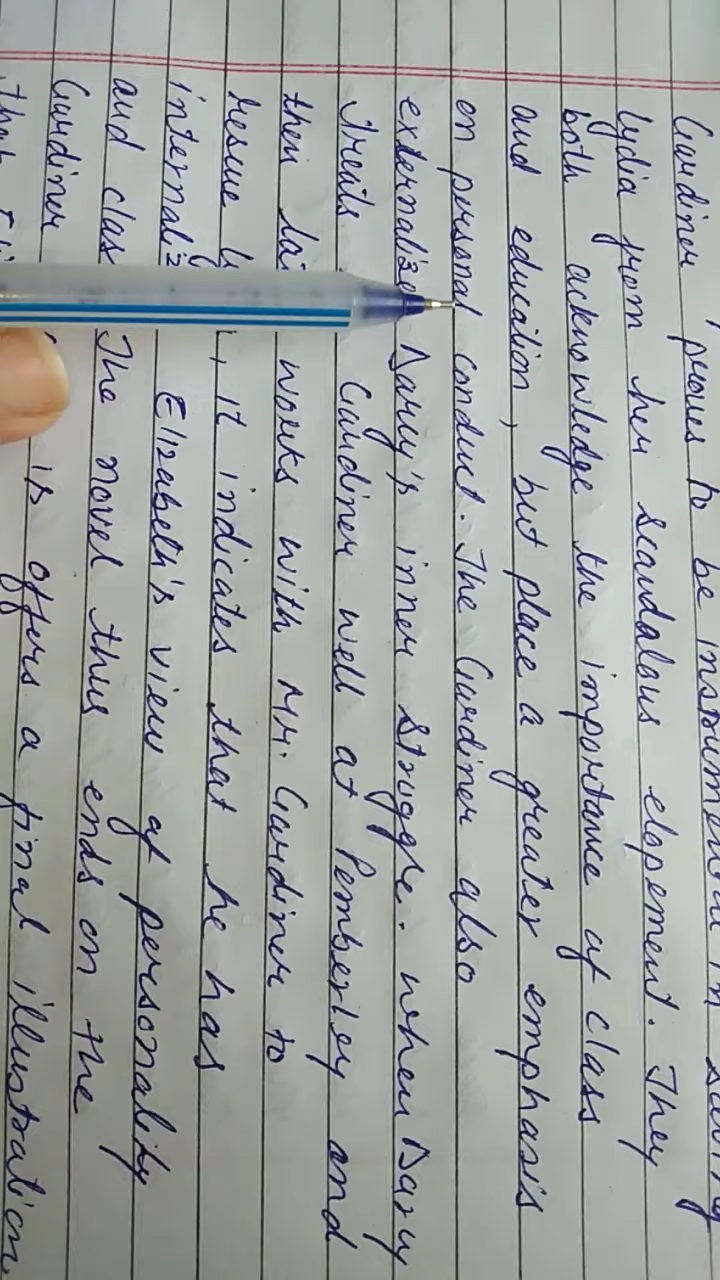 Gardiner proves to be instrumental in saving
Lydia from her scandalous elopement. They
both acknowledge the importance of class
and education, but place a greater emphasis
on personal conduct. The Gardiner also
externalize Darcy's inner struggle. when Darcy
Treats Gardiner well at Pemberley and
then works with Mr. Gardiner to
rescue it indicates that he has
Elizabeth's view of personality
and The novel thus ends on the
Gardiner is offers a final illustration